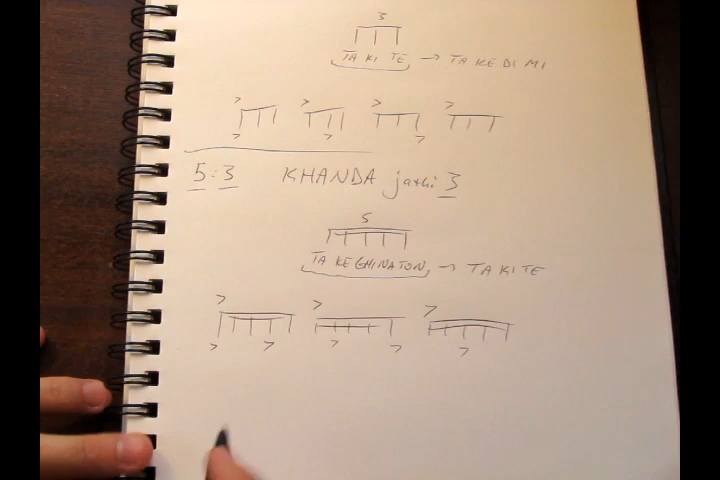 3
TA KI TE → TA KE DI MI
> > > >
> > >
5:3 KHANDA jathi 3
5
TA KE GHI NA TON → TA KI TE
> > >
> > > > >